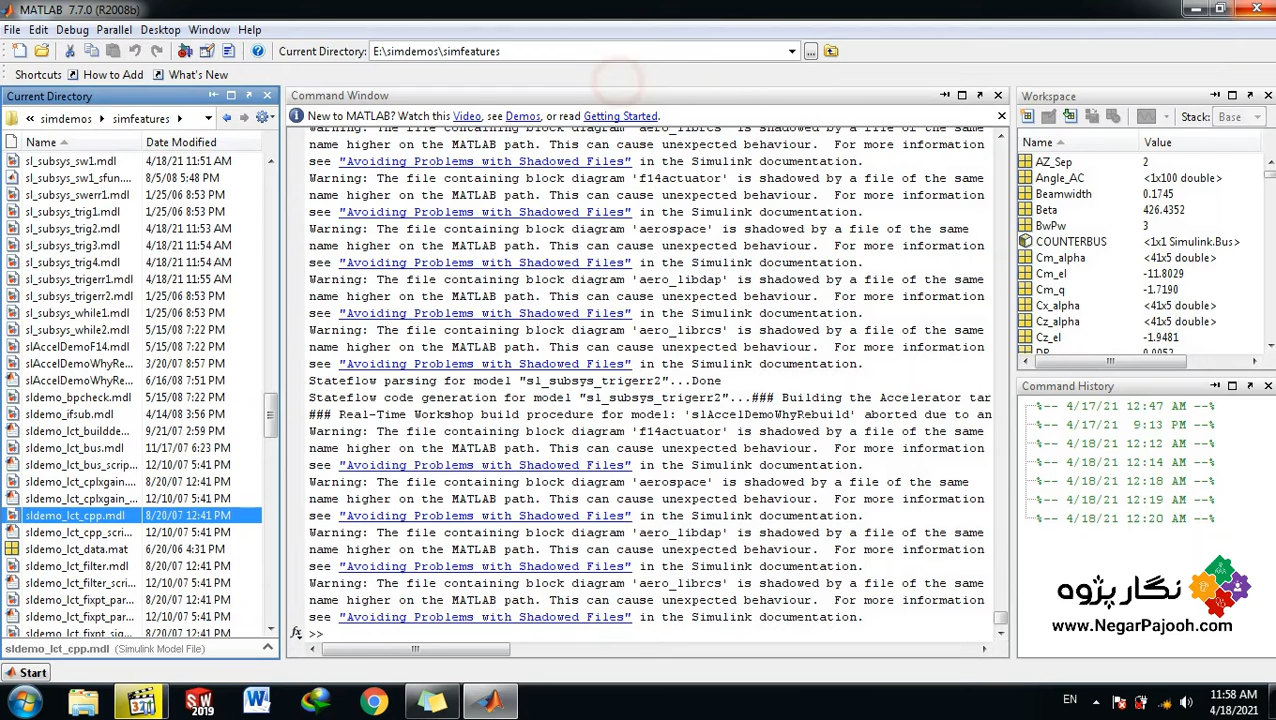 MATLAB 7.7.0 (R2008b)
File Edit Debug Parallel Desktop Window Help
Current Directory: E:\simdemos\simfeatures
Shortcuts How to Add What's New
Current Directory
simdemos simfeatures
Name Date Modified
sl_subsys_sw1.mdl 4/18/21 11:51 AM
sl_subsys_sw1_sfun.... 8/5/08 5:48 PM
sl_subsys_swerr1.mdl 1/25/06 8:53 PM
sl_subsys_trig1.mdl 1/25/06 8:53 PM
sl_subsys_trig2.mdl 4/18/21 11:53 AM
sl_subsys_trig3.mdl 4/18/21 11:54 AM
sl_subsys_trig4.mdl 4/18/21 11:54 AM
sl_subsys_trigerr1.mdl 4/18/21 11:55 AM
sl_subsys_trigerr2.mdl 1/25/06 8:53 PM
sl_subsys_while1.mdl 1/25/06 8:53 PM
sl_subsys_while2.mdl 5/15/08 7:22 PM
slAccelDemoF14.mdl 5/15/08 7:22 PM
slAccelDemoWhyRe... 3/20/07 8:57 PM
slAccelDemoWhyRe... 6/16/08 7:51 PM
sldemo_bpcheck.mdl 5/15/08 7:22 PM
sldemo_ifsub.mdl 4/14/08 3:56 PM
sldemo_lct_buildde... 9/21/07 2:59 PM
sldemo_lct_bus.mdl 11/17/07 6:23 PM
sldemo_lct_bus_scrip... 12/10/07 5:41 PM
sldemo_lct_cplxgain_... 8/20/07 12:41 PM
sldemo_lct_cplxgain_... 12/10/07 5:41 PM
sldemo_lct_cpp.mdl 8/20/07 12:41 PM
sldemo_lct_cpp_scri... 12/10/07 5:41 PM
sldemo_lct_data.mat 6/20/06 4:31 PM
sldemo_lct_filter.mdl 8/20/07 12:41 PM
sldemo_lct_filter_scri... 12/10/07 5:41 PM
sldemo_lct_fixpt_par... 8/20/07 12:41 PM
sldemo_lct_fixpt_par... 12/10/07 5:41 PM
sldemo_lct_fixpt_sig... 8/20/07 12:41 PM
sldemo_lct_cpp.mdl (Simulink Model File)
Command Window
New to MATLAB? Watch this Video, see Demos, or read Getting Started.
Warning: The file containing block diagram 'aero_librcs' is shadowed by a file of the same
name higher on the MATLAB path. This can cause unexpected behaviour. For more information
see "Avoiding Problems with Shadowed Files" in the Simulink documentation.
Warning: The file containing block diagram 'f14actuator' is shadowed by a file of the same
name higher on the MATLAB path. This can cause unexpected behaviour. For more information
see "Avoiding Problems with Shadowed Files" in the Simulink documentation.
Warning: The file containing block diagram 'aerospace' is shadowed by a file of the same
name higher on the MATLAB path. This can cause unexpected behaviour. For more information
see "Avoiding Problems with Shadowed Files" in the Simulink documentation.
Warning: The file containing block diagram 'aero_libdap' is shadowed by a file of the same
name higher on the MATLAB path. This can cause unexpected behaviour. For more information
see "Avoiding Problems with Shadowed Files" in the Simulink documentation.
Warning: The file containing block diagram 'aero_librcs' is shadowed by a file of the same
name higher on the MATLAB path. This can cause unexpected behaviour. For more information
see "Avoiding Problems with Shadowed Files" in the Simulink documentation.
Stateflow parsing for model "sl_subsys_trigerr2"...Done
Stateflow code generation for model "sl_subsys_trigerr2"...### Building the Accelerator tar
### Real-Time Workshop build procedure for model: 'slAccelDemoWhyRebuild' aborted due to an
Warning: The file containing block diagram 'f14actuator' is shadowed by a file of the same
name higher on the MATLAB path. This can cause unexpected behaviour. For more information
see "Avoiding Problems with Shadowed Files" in the Simulink documentation.
Warning: The file containing block diagram 'aerospace' is shadowed by a file of the same
name higher on the MATLAB path. This can cause unexpected behaviour. For more information
see "Avoiding Problems with Shadowed Files" in the Simulink documentation.
Warning: The file containing block diagram 'aero_libdap' is shadowed by a file of the same
name higher on the MATLAB path. This can cause unexpected behaviour. For more information
see "Avoiding Problems with Shadowed Files" in the Simulink documentation.
Warning: The file containing block diagram 'aero_librcs' is shadowed by a file of the same
name higher on the MATLAB path. This can cause unexpected behaviour. For more information
see "Avoiding Problems with Shadowed Files" in the Simulink documentation.
fx >>
Workspace
Stack: Base
Name Value
AZ_Sep 2
Angle_AC <1x100 double>
Beamwidth 0.1745
Beta 426.4352
BwPw 3
COUNTERBUS <1x1 Simulink.Bus>
Cm_alpha <41x5 double>
Cm_el -11.8029
Cm_q -1.7190
Cx_alpha <41x5 double>
Cz_alpha <41x5 double>
Cz_el -1.9481
DR 0.0052
Command History
%-- 4/17/21 12:47 AM --%
%-- 4/17/21 9:13 PM --%
%-- 4/18/21 12:12 AM --%
%-- 4/18/21 12:14 AM --%
%-- 4/18/21 12:18 AM --%
%-- 4/18/21 12:19 AM --%
%-- 4/18/21 12:20 AM --%
نگار پژوه
www.NegarPajooh.com
Start
321
SW
2019
W
EN
11:58 AM
4/18/2021